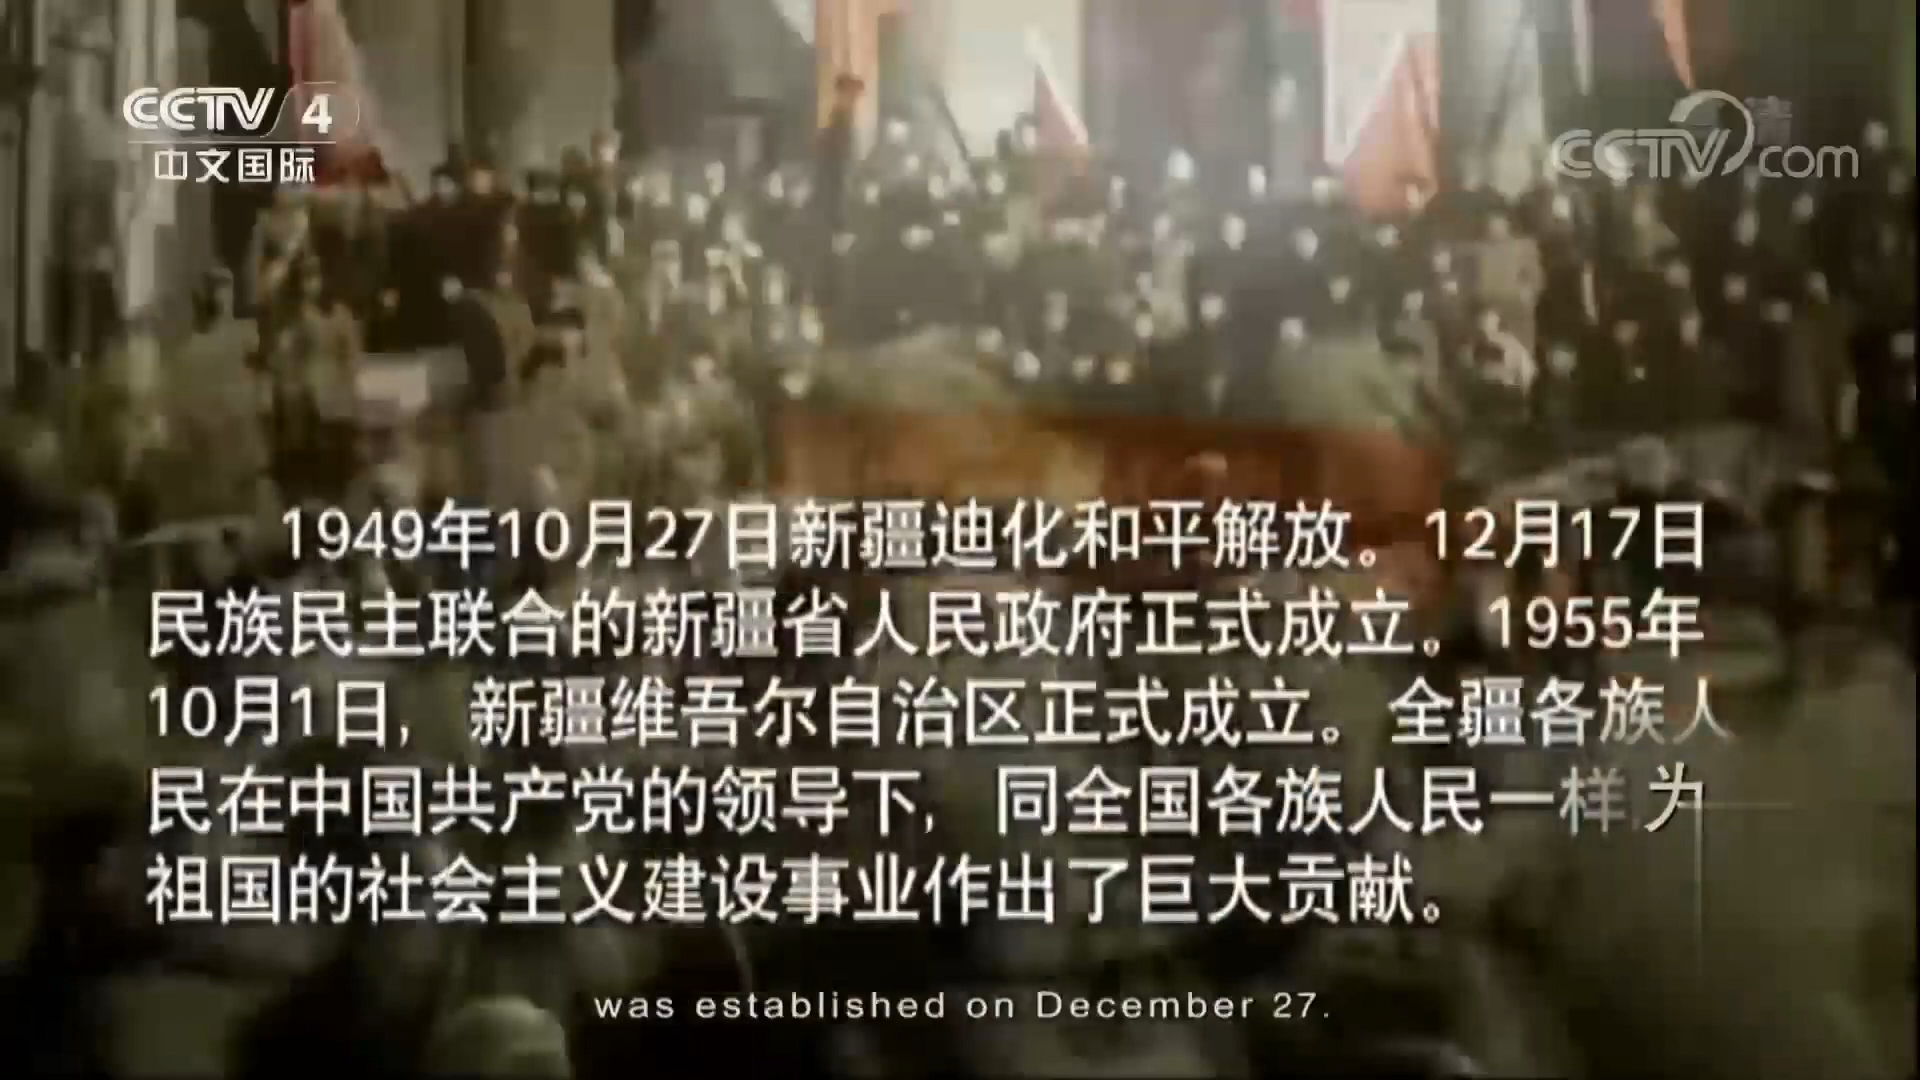 CCTV 4
中文国际
CCTV.com
1949年10月27日新疆迪化和平解放。12月17日
民族民主联合的新疆省人民政府正式成立。1955年
10月1日，新疆维吾尔自治区正式成立。全疆各族人
民在中国共产党的领导下，同全国各族人民一样为
祖国的社会主义建设事业作出了巨大贡献。
was established on December 27.